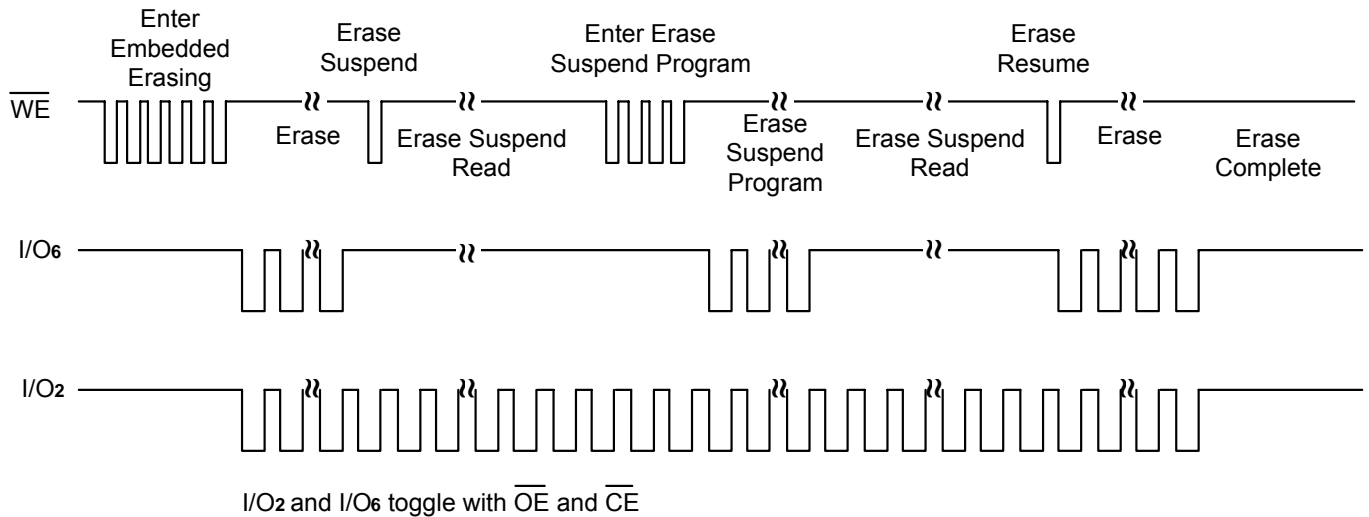 Enter
Embedded
Erasing
Erase
Suspend
Enter Erase
Suspend Program
Erase
Resume
WE
Erase
Erase Suspend
Read
Erase
Suspend
Program
Erase Suspend
Read
Erase
Erase
Complete
I/O6
I/O2
I/O2 and I/O6 toggle with OE and CE